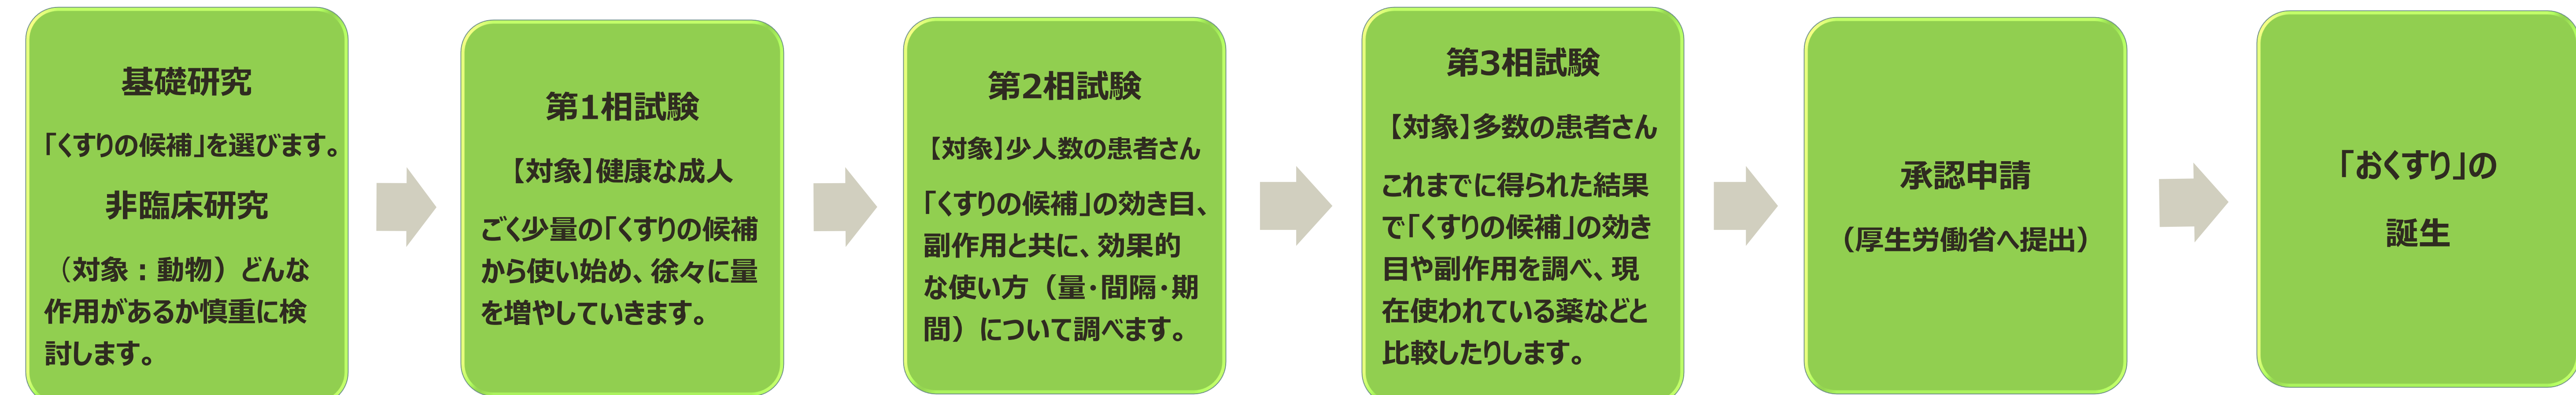 基礎研究
「くすりの候補」を選びます。
非臨床研究
（対象：動物）どんな
作用があるか慎重に検
討します。
第1相試験
【対象】健康な成人
ごく少量の「くすりの候補
から使い始め、徐々に量
を増やしていきます。
第2相試験
【対象】少人数の患者さん
「くすりの候補」の効き目、
副作用と共に、効果的
な使い方（量・間隔・期
間）について調べます。
第3相試験
【対象】多数の患者さん
これまでに得られた結果
で「くすりの候補」の効き
目や副作用を調べ、現
在使われている薬などと
比較したりします。
承認申請
（厚生労働省へ提出）
「おくすり」の
誕生